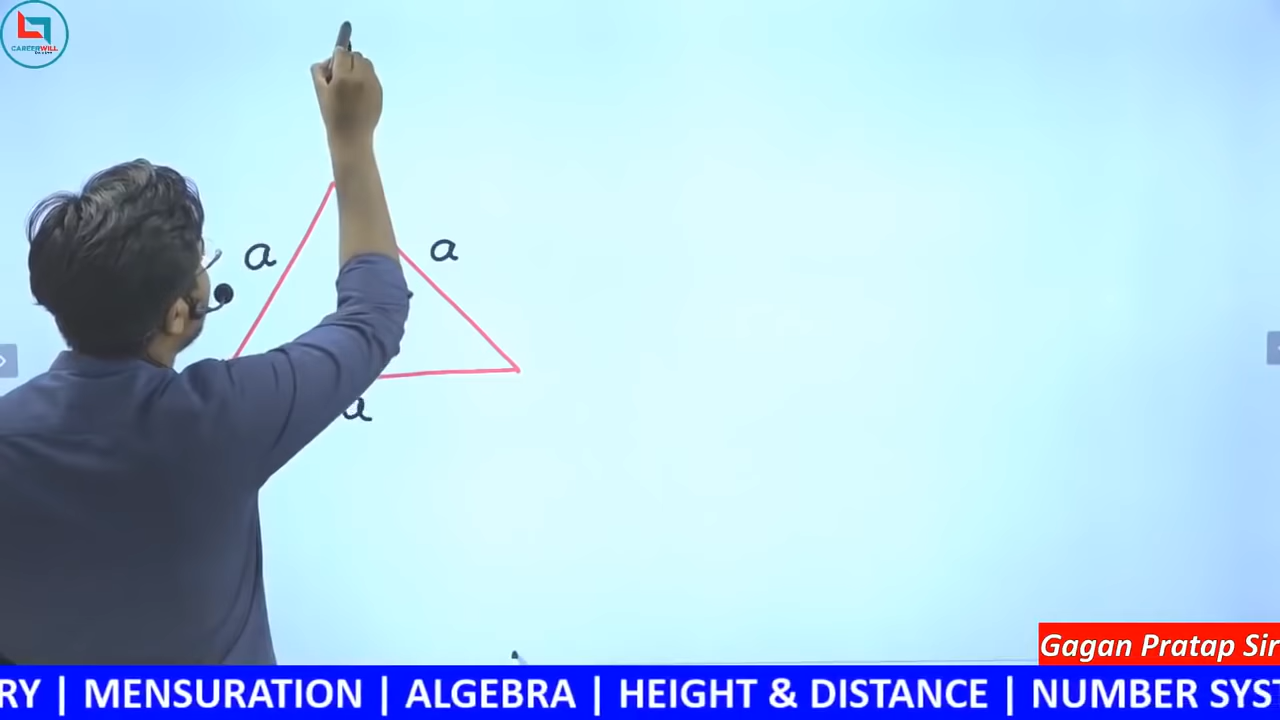 CAREERWILL
a
a
a
Gagan Pratap Sir
RY | MENSURATION | ALGEBRA | HEIGHT & DISTANCE | NUMBER SYST